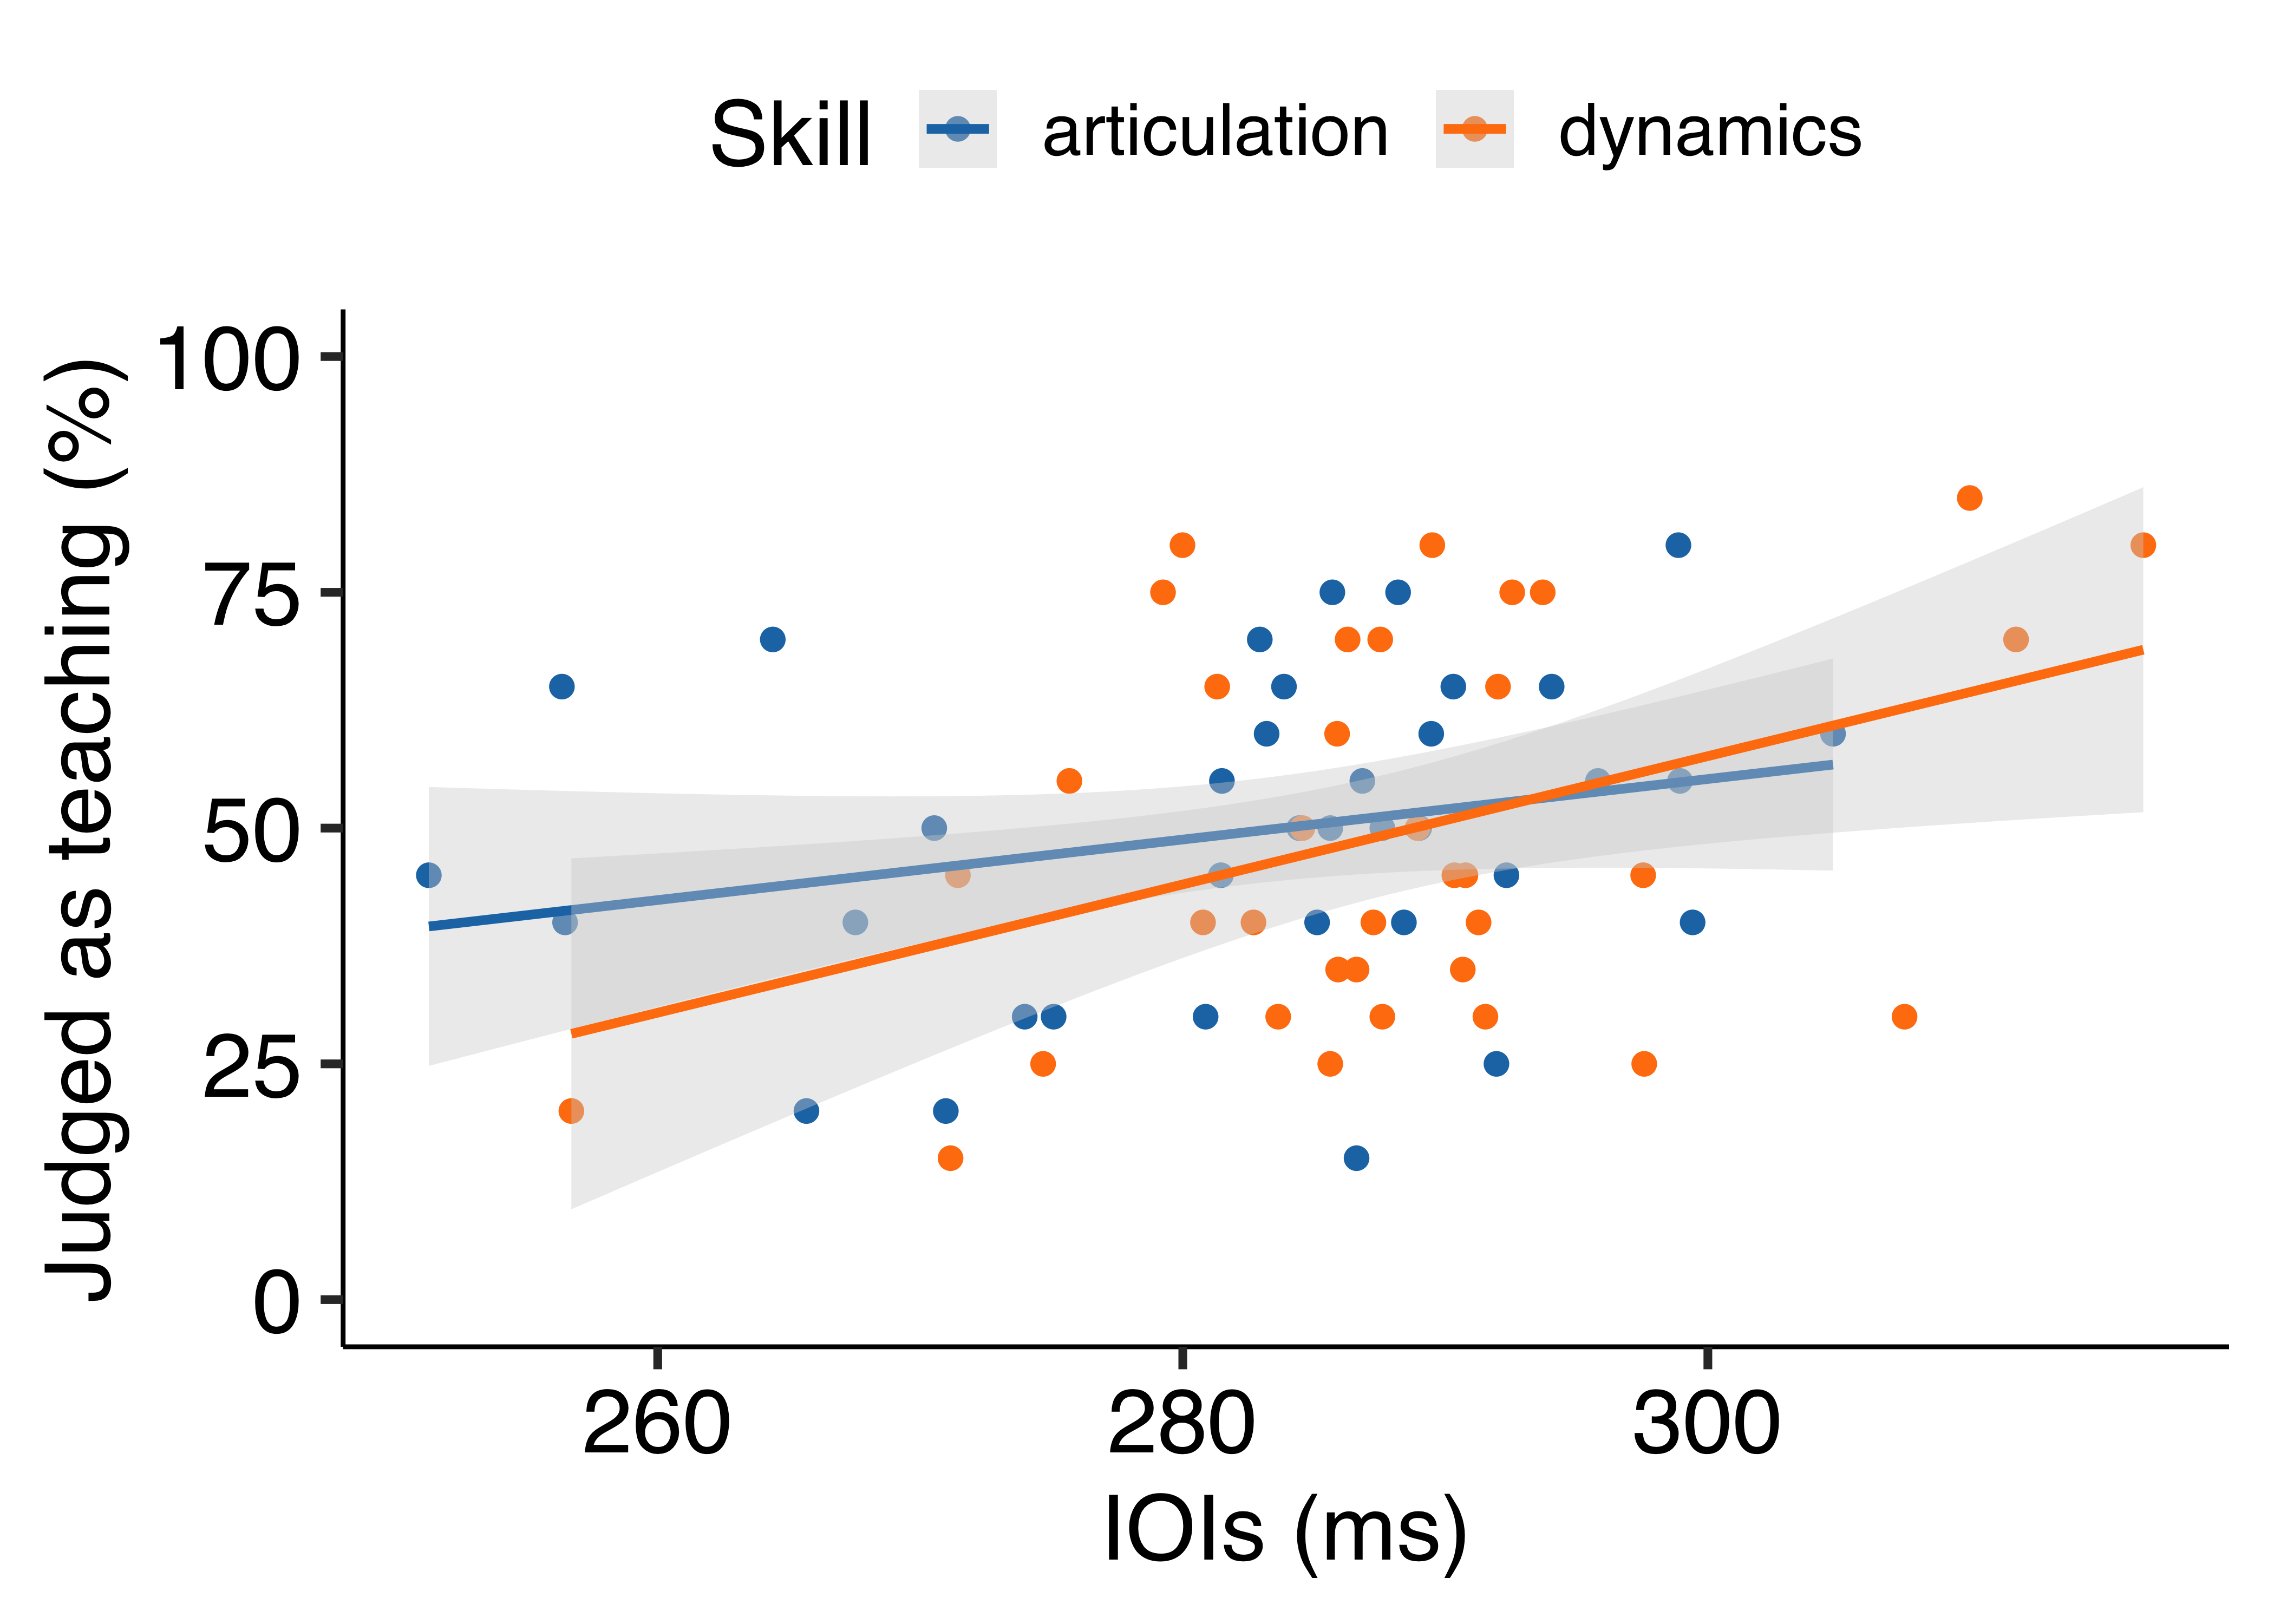 Skill articulation dynamics
Judged as teaching (%)
100
75
50
25
0
260 280 300
IOIs (ms)